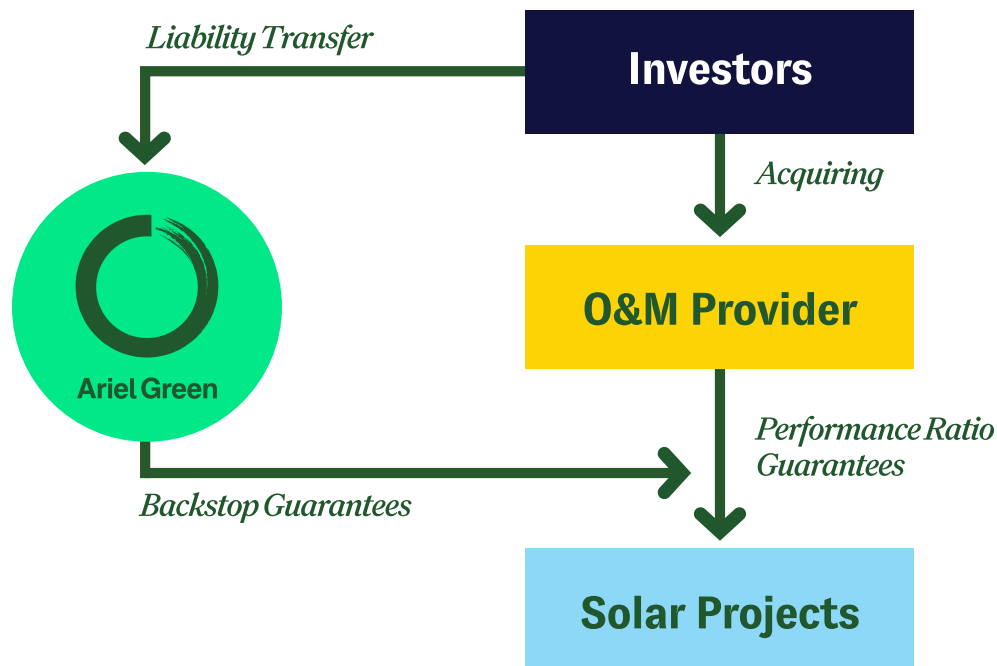 Liability Transfer
Investors
Acquiring
O&M Provider
Ariel Green
Performance Ratio
Guarantees
Backstop Guarantees
Solar Projects